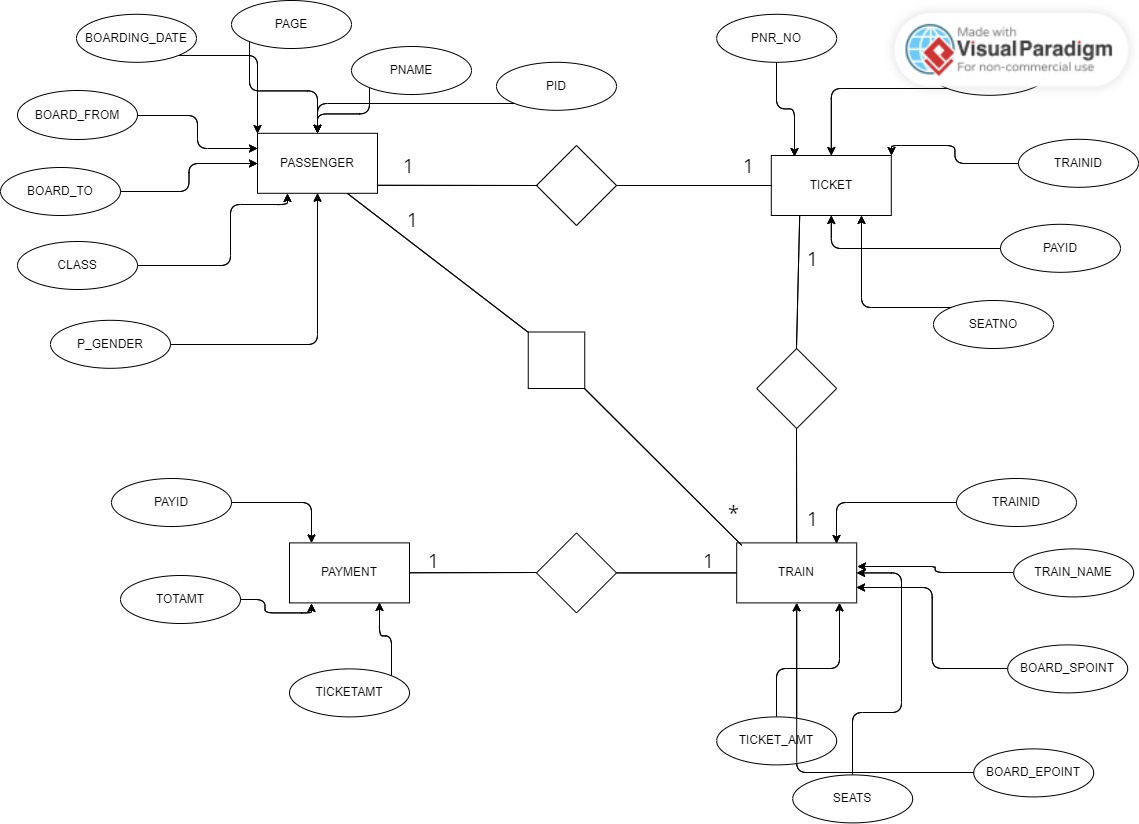 PAGE
BOARDING_DATE
PNR_NO
Made with
VisualParadigm
For non-commercial use
PNAME
PID
BOARD_FROM
PASSENGER
1
1
TICKET
TRAINID
BOARD_TO
1
CLASS
1
PAYID
SEATNO
P_GENDER
PAYID
*
1
TRAINID
PAYMENT
1
1
TRAIN
TRAIN_NAME
TOTAMT
BOARD_SPOINT
TICKETAMT
TICKET_AMT
BOARD_EPOINT
SEATS